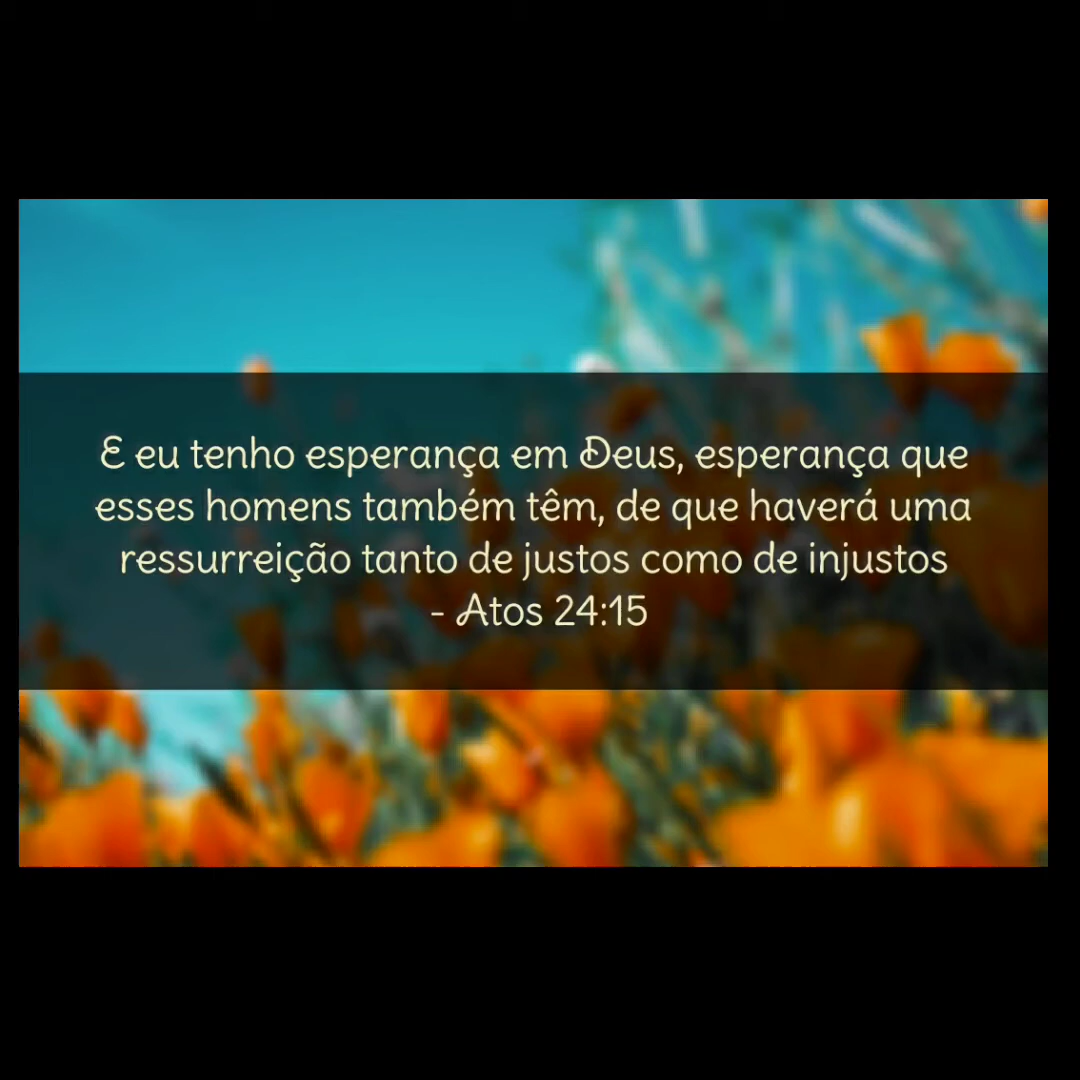 E eu tenho esperança em Deus, esperança que
esses homens também têm, de que haverá uma
ressurreição tanto de justos como de injustos
- Atos 24:15